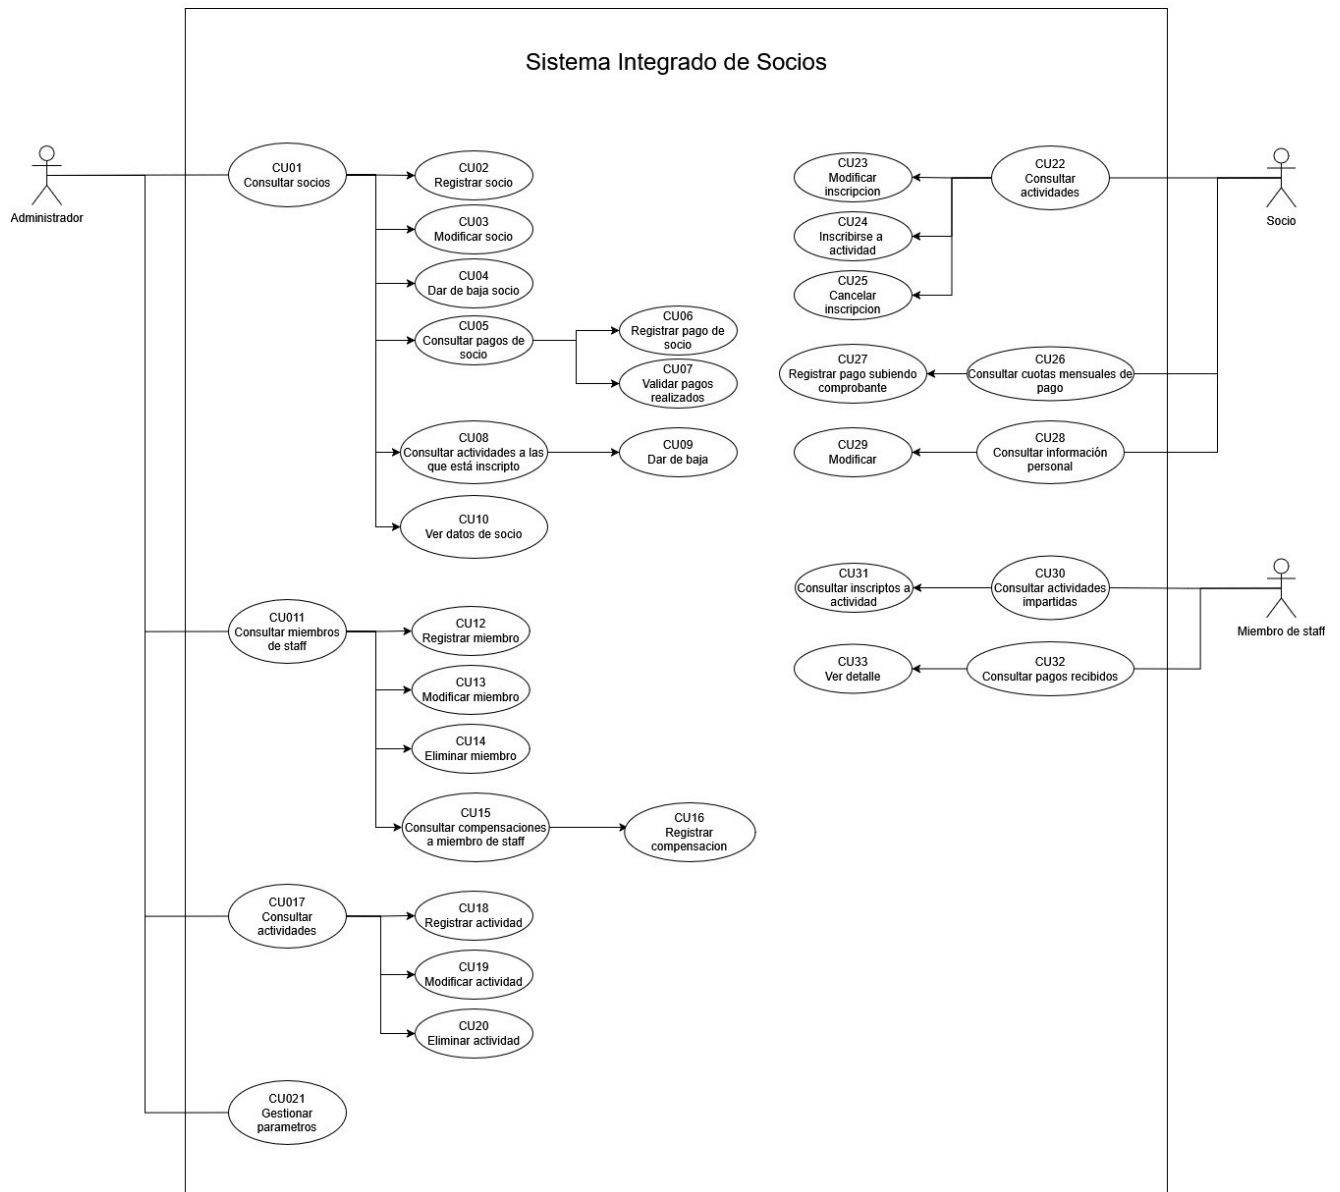 Sistema Integrado de Socios
Administrador
CU01
Consultar socios
CU02
Registrar socio
CU03
Modificar socio
CU04
Dar de baja socio
CU05
Consultar pagos de
socio
CU06
Registrar pago de
socio
CU07
Validar pagos
realizados
CU08
Consultar actividades a las
que está inscripto
CU09
Dar de baja
CU10
Ver datos de socio
CU011
Consultar miembros
de staff
CU12
Registrar miembro
CU13
Modificar miembro
CU14
Eliminar miembro
CU15
Consultar compensaciones
a miembro de staff
CU16
Registrar
compensacion
CU017
Consultar
actividades
CU18
Registrar actividad
CU19
Modificar actividad
CU20
Eliminar actividad
CU021
Gestionar
parametros
Socio
CU22
Consultar
actividades
CU23
Modificar
inscripcion
CU24
Inscribirse a
actividad
CU25
Cancelar
inscripcion
CU26
Consultar cuotas mensuales de
pago
CU27
Registrar pago subiendo
comprobante
CU28
Consultar información
personal
CU29
Modificar
Miembro de staff
CU30
Consultar actividades
impartidas
CU31
Consultar inscriptos a
actividad
CU32
Consultar pagos recibidos
CU33
Ver detalle